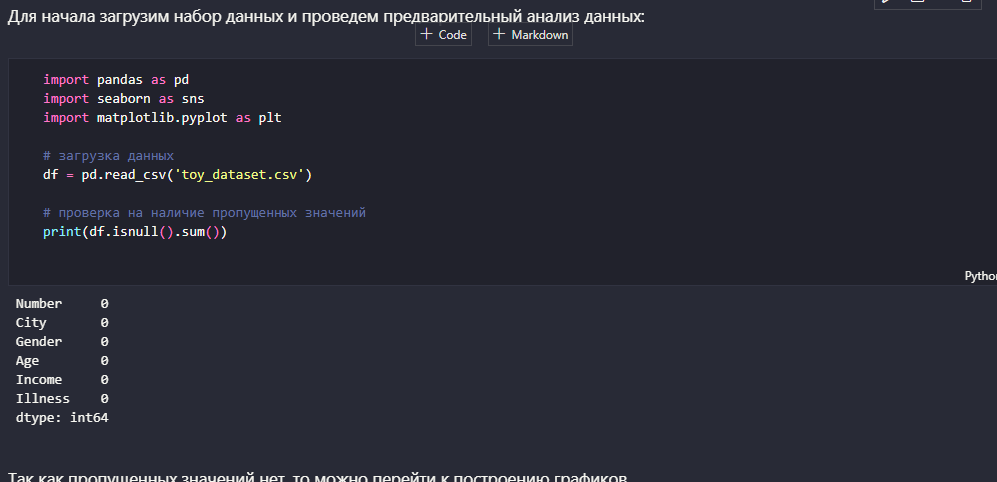 Для начала загрузим набор данных и проведем предварительный анализ данных:
+ Code + Markdown
import pandas as pd
import seaborn as sns
import matplotlib.pyplot as plt
# загрузка данных
df = pd.read_csv('toy_dataset.csv')
# проверка на наличие пропущенных значений
print(df.isnull().sum())
Pytho
Number 0
City 0
Gender 0
Age 0
Income 0
Illness 0
dtype: int64
Так как пропущенных значений нет, то можно перейти к построению графиков